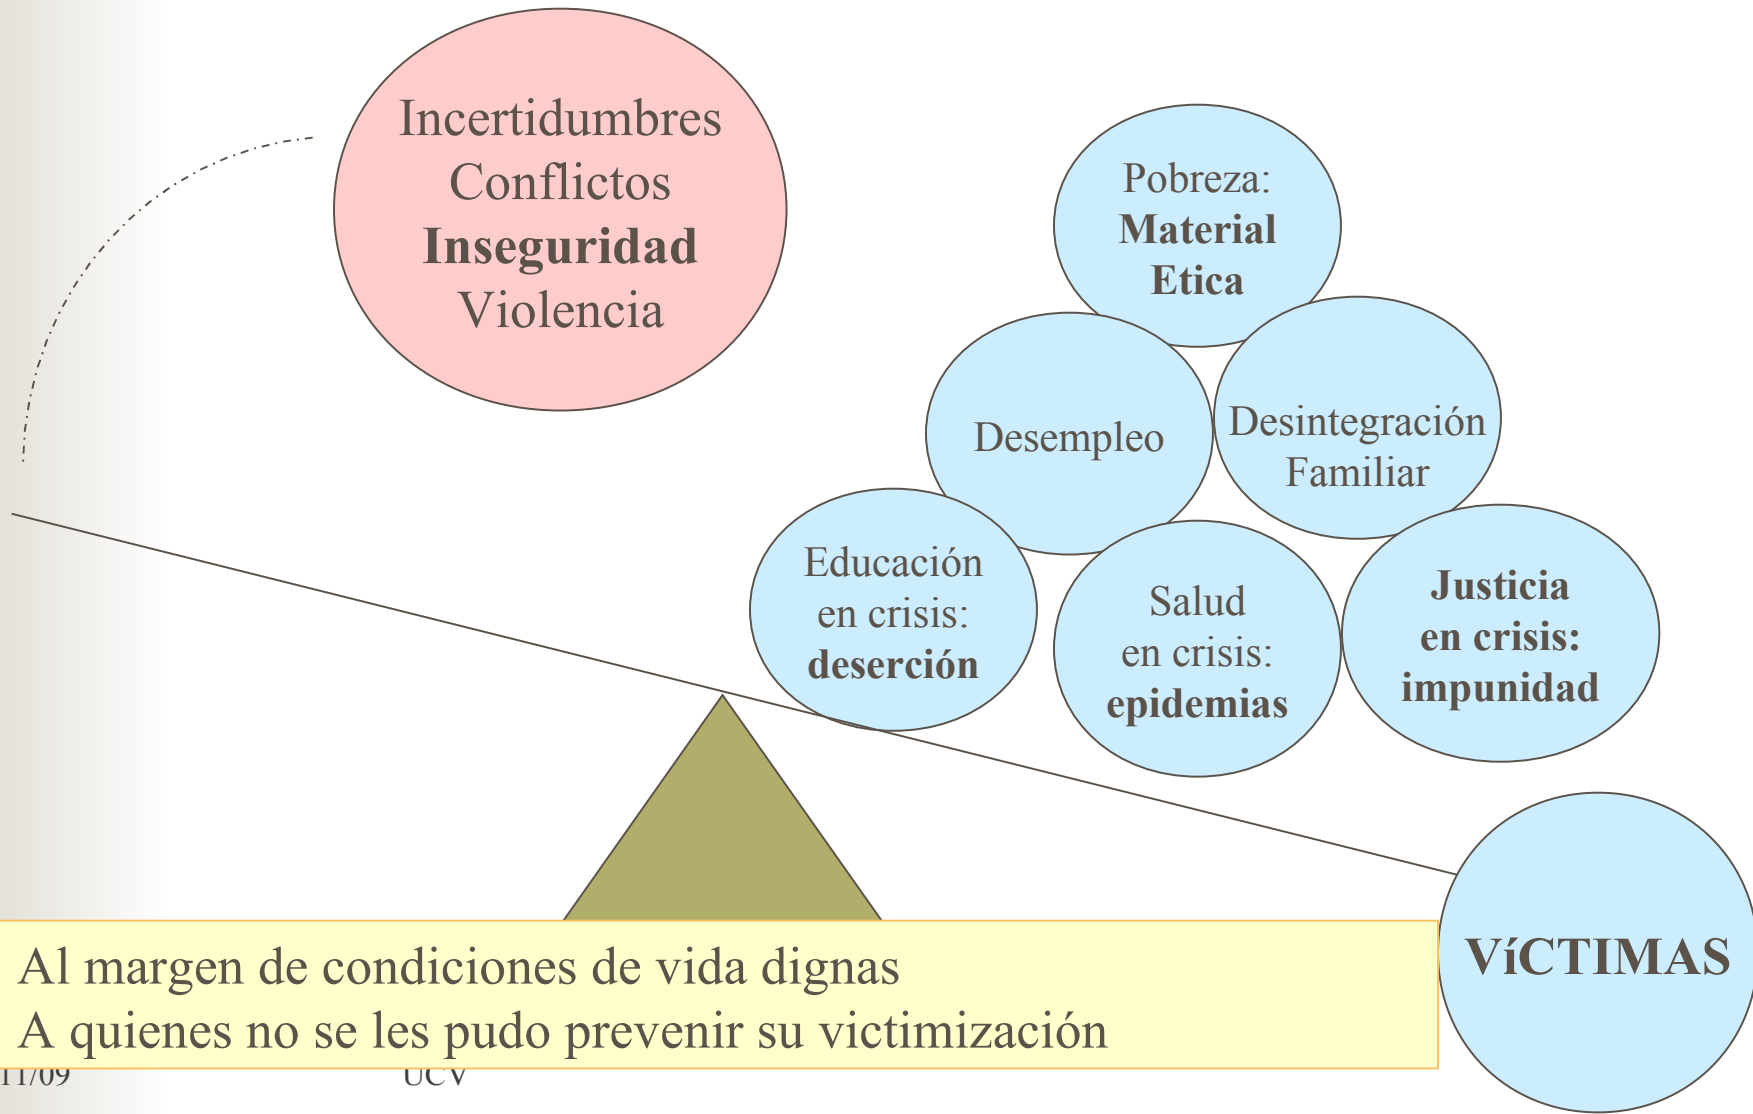 Incertidumbres
Conflictos
Inseguridad
Violencia
Pobreza:
Material
Etica
Desempleo
Desintegración
Familiar
Educación
en crisis:
deserción
Salud
en crisis:
epidemias
Justicia
en crisis:
impunidad
VíCTIMAS
Al margen de condiciones de vida dignas
A quienes no se les pudo prevenir su victimización
11/09
UCV